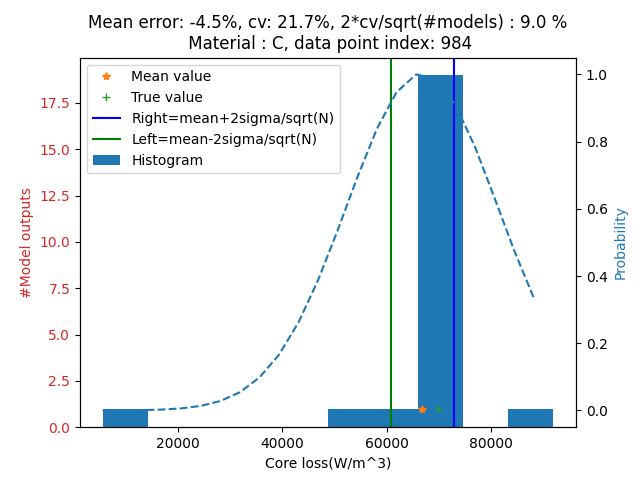 Mean error: -4.5%, cv: 21.7%, 2*cv/sqrt(#models) : 9.0 %
Material : C, data point index: 984
Mean value
True value
Right=mean+2sigma/sqrt(N)
Left=mean-2sigma/sqrt(N)
Histogram
#Model outputs
17.5
15.0
12.5
10.0
7.5
5.0
2.5
0.0
1.0
0.8
0.6
0.4
0.2
0.0
Probability
20000 40000 60000 80000
Core loss(W/m^3)